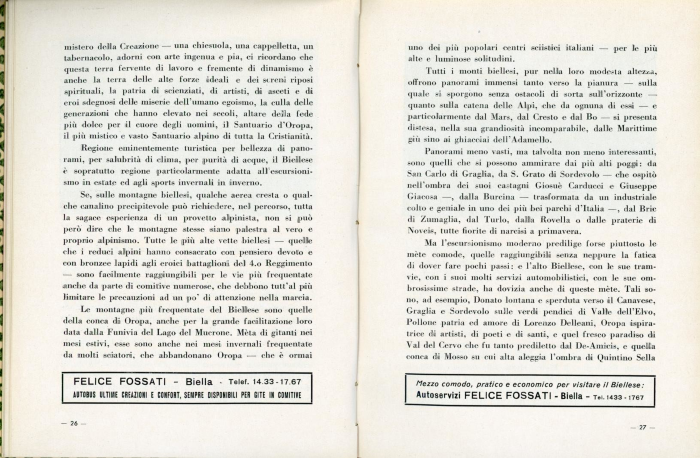 mistero della Creazione — una chiesuola, una cappelletta, un
tabernacolo, adorni con arte ingenua e pia, ci ricordano che
questa terra fervente di lavoro e fremente di dinamismo è
anche la terra delle alte forze ideali e dei sereni riposi
spirituali, la patria di scienziati, di artisti, di asceti e di
eroi sdegnosi delle miserie dell'umano egoismo, la culla delle
generazioni che hanno elevato nei secoli, altare della fede
più dolce per il cuore degli uomini, il Santuario d'Oropa,
il più mistico e vasto Santuario alpino di tutta la Cristianità.
Regione eminentemente turistica per bellezza di pano-
rami, per salubrità di clima, per purità di acque, il Biellese
è sopratutto regione particolarmente adatta all'escursioni-
smo in estate ed agli sports invernali in inverno.
Se, sulle montagne biellesi, qualche aerea cresta o qual-
che canalino precipitevole può richiedere, nel percorso, tutta
la sagace esperienza di un provetto alpinista, non si può
però dire che le montagne stesse siano palestra al vero e
proprio alpinismo. Tutte le più alte vette biellesi — quelle
che i reduci alpini hanno consacrato con pensiero devoto e
con bronzee lapidi agli eroici battaglioni del 4.o Reggimento
— sono facilmente raggiungibili per le vie più frequentate
anche da parte di comitive numerose, che debbono tutt'al più
limitare le precauzioni ad un po' di attenzione nella marcia.
Le montagne più frequentate del Biellese sono quelle
della conca di Oropa, anche per la grande facilitazione loro
data dalla Funivia del Lago del Mucrone. Mèta di gitanti nei
mesi estivi, esse sono anche nei mesi invernali frequentate
da molti sciatori, che abbandonano Oropa — che è ormai
FELICE FOSSATI - Biella - Telef. 14.33-17.67
AUTOBUS ULTIME CREAZIONI E CONFORT, SEMPRE DISPONIBILI PER GITE IN COMITIVE
— 26 —
uno dei più popolari centri sciistici italiani — per le più
alte e luminose solitudini.
Tutti i monti biellesi, pur nella loro modesta altezza,
offrono panorami immensi tanto verso la pianura — sulla
quale si sporgono senza ostacoli di sorta sull'orizzonte —
quanto sulla catena delle Alpi, che da ognuna di essi — e
particolarmente dal Mars, dal Cresto e dal Bo — si presenta
distesa, nella sua grandiosità incomparabile, dalle Marittime
giù sino ai ghiacciai dell'Adamello.
Panorami meno vasti, ma talvolta non meno interessanti,
sono quelli che si possono ammirare dai più alti poggi: da
San Carlo di Graglia, da S. Grato di Sordevolo — che ospitò
nell'ombra dei suoi castagni Giosuè Carducci e Giuseppe
Giacosa —, dalla Burcina — trasformata da un industriale
colto e geniale in uno dei più bei parchi d'Italia —, dal Brie
di Zumaglia, dal Turlo, dalla Rovella o dalle praterie di
Noveis, tutte fiorite di narcisi a primavera.
Ma l'escursionismo moderno predilige forse piuttosto le
mète comode, quelle raggiungibili senza neppure la fatica
di dover fare pochi passi: e l'alto Biellese, con le sue tram-
vie, con i suoi molti servizi automobilistici, con le sue om-
brosissime strade, ha dovizia anche di queste mète. Tali so-
no, ad esempio, Donato lontana e sperduta verso il Canavese,
Graglia e Sordevolo sulle verdi pendici di Valle dell'Elvo,
Pollone patria ed amore di Lorenzo Delleani, Oropa ispira-
trice di artisti, di poeti e di santi, e quel fresco paradiso di
Val del Cervo che fu tanto prediletto dal De-Amicis, e quella
conca di Mosso su cui alta aleggia l'ombra di Quintino Sella
Mezzo comodo, pratico e economico per visitare il Biellese:
Autoservizi FELICE FOSSATI - Biella - Tel. 1433 - 1767
— 27 —